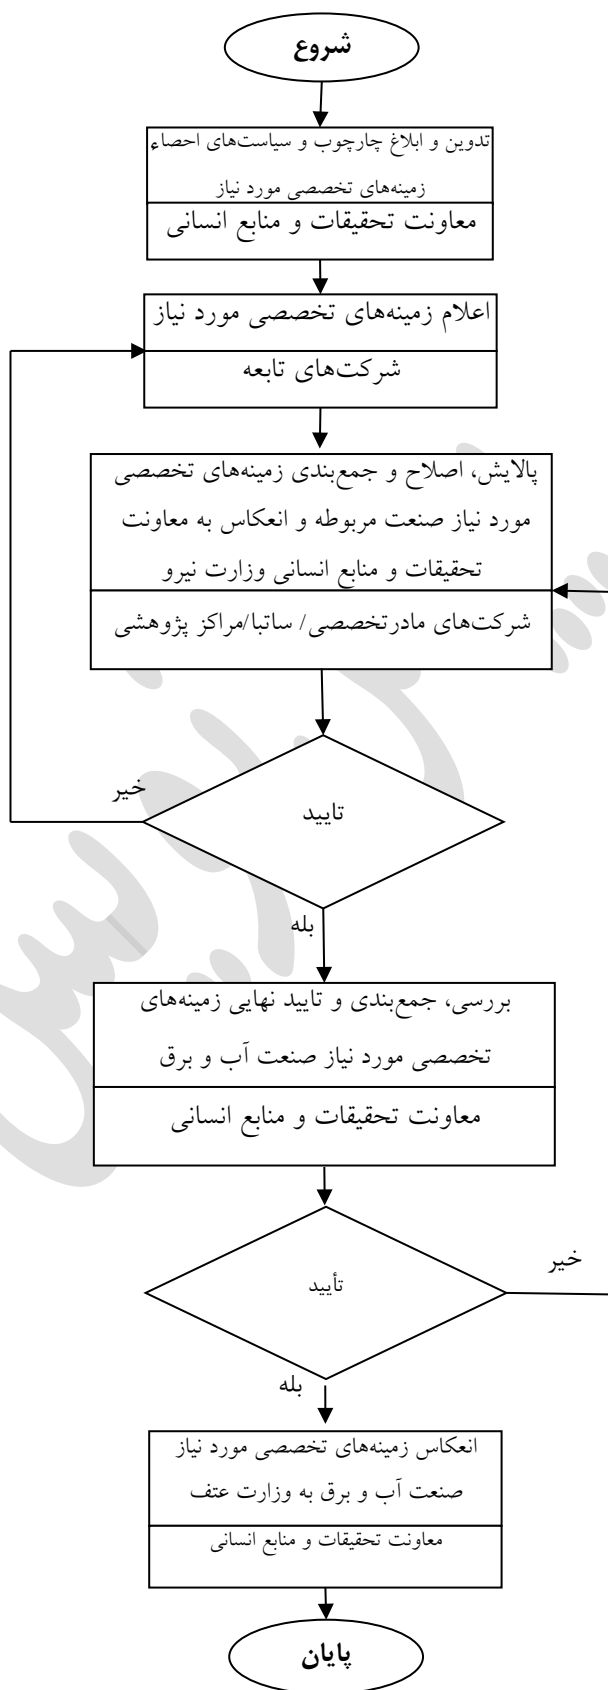 شروع
تدوین و ابلاغ چارچوب و سیاست‌های احصاء
زمینه‌های تخصصی مورد نیاز
معاونت تحقیقات و منابع انسانی
اعلام زمینه‌های تخصصی مورد نیاز
شرکت‌های تابعه
پالایش، اصلاح و جمع‌بندی زمینه‌های تخصصی
مورد نیاز صنعت مربوطه و انعکاس به معاونت
تحقیقات و منابع انسانی وزارت نیرو
شرکت‌های مادرتخصصی/ ساتبا/مراکز پژوهشی
خیر
تایید
بله
بررسی، جمع‌بندی و تایید نهایی زمینه‌های
تخصصی مورد نیاز صنعت آب و برق
معاونت تحقیقات و منابع انسانی
خیر
تأیید
بله
انعکاس زمینه‌های تخصصی مورد نیاز
صنعت آب و برق به وزارت عتف
معاونت تحقیقات و منابع انسانی
پایان